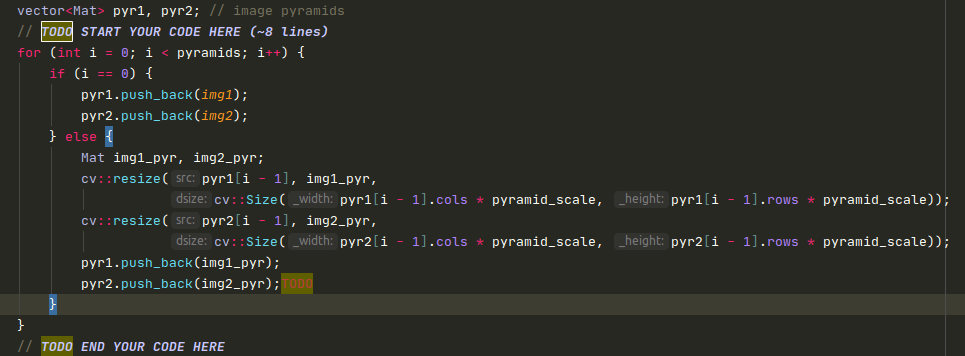 vector<Mat> pyr1, pyr2; // image pyramids
// TODO START YOUR CODE HERE (~8 lines)
for (int i = 0; i < pyramids; i++) {
    if (i == 0) {
        pyr1.push_back(img1);
        pyr2.push_back(img2);
    } else {
        Mat img1_pyr, img2_pyr;
        cv::resize( src: pyr1[i - 1], img1_pyr,
                   dsize: cv::Size( _width: pyr1[i - 1].cols * pyramid_scale, _height: pyr1[i - 1].rows * pyramid_scale));
        cv::resize( src: pyr2[i - 1], img2_pyr,
                   dsize: cv::Size( _width: pyr2[i - 1].cols * pyramid_scale, _height: pyr2[i - 1].rows * pyramid_scale));
        pyr1.push_back(img1_pyr);
        pyr2.push_back(img2_pyr);TODO
    }
}
// TODO END YOUR CODE HERE